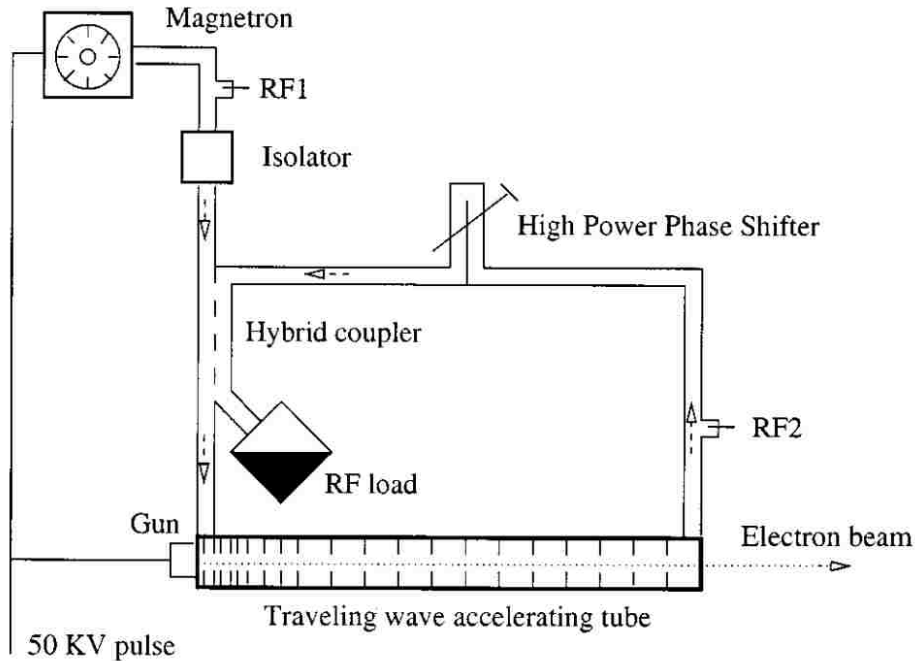 Magnetron
RF1
Isolator
High Power Phase Shifter
Hybrid coupler
RF2
RF load
Gun
Electron beam
Traveling wave accelerating tube
50 KV pulse